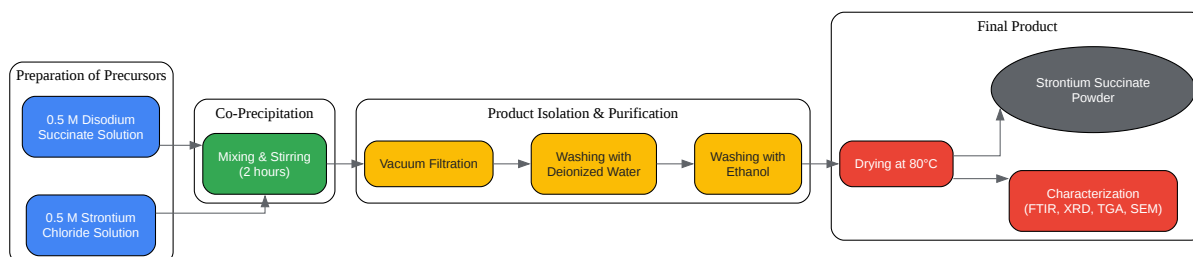 Preparation of Precursors
0.5 M Disodium
Succinate Solution
0.5 M Strontium
Chloride Solution
Co-Precipitation
Mixing & Stirring
(2 hours)
Product Isolation & Purification
Vacuum Filtration
Washing with
Deionized Water
Washing with
Ethanol
Final Product
Drying at 80°C
Strontium Succinate
Powder
Characterization
(FTIR, XRD, TGA, SEM)